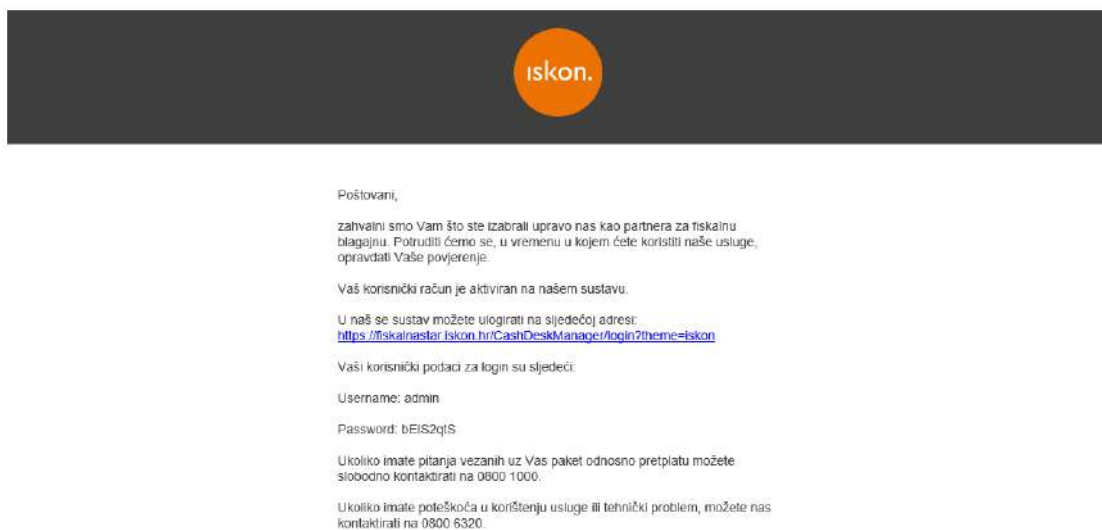 ıskon.
Poštovani,
zahvalni smo Vam što ste izabrali upravo nas kao partnera za fiskalnu
blagajnu. Potruditi ćemo se, u vremenu u kojem ćete koristiti naše usluge,
opravdati Vaše povjerenje.
Vaš korisnički račun je aktiviran na našem sustavu.
U naš se sustav možete ulogirati na sljedećoj adresi:
https://fiskalnastar.iskon.hr/CashDeskManager/login?theme=iskon
Vaši korisnički podaci za login su sljedeći:
Username: admin
Password: bEIS2qtS
Ukoliko imate pitanja vezanih uz Vas paket odnosno pretplatu možete
slobodno kontaktirati na 0800 1000.
Ukoliko imate poteškoća u korištenju usluge ili tehnički problem, možete nas
kontaktirati na 0800 6320.